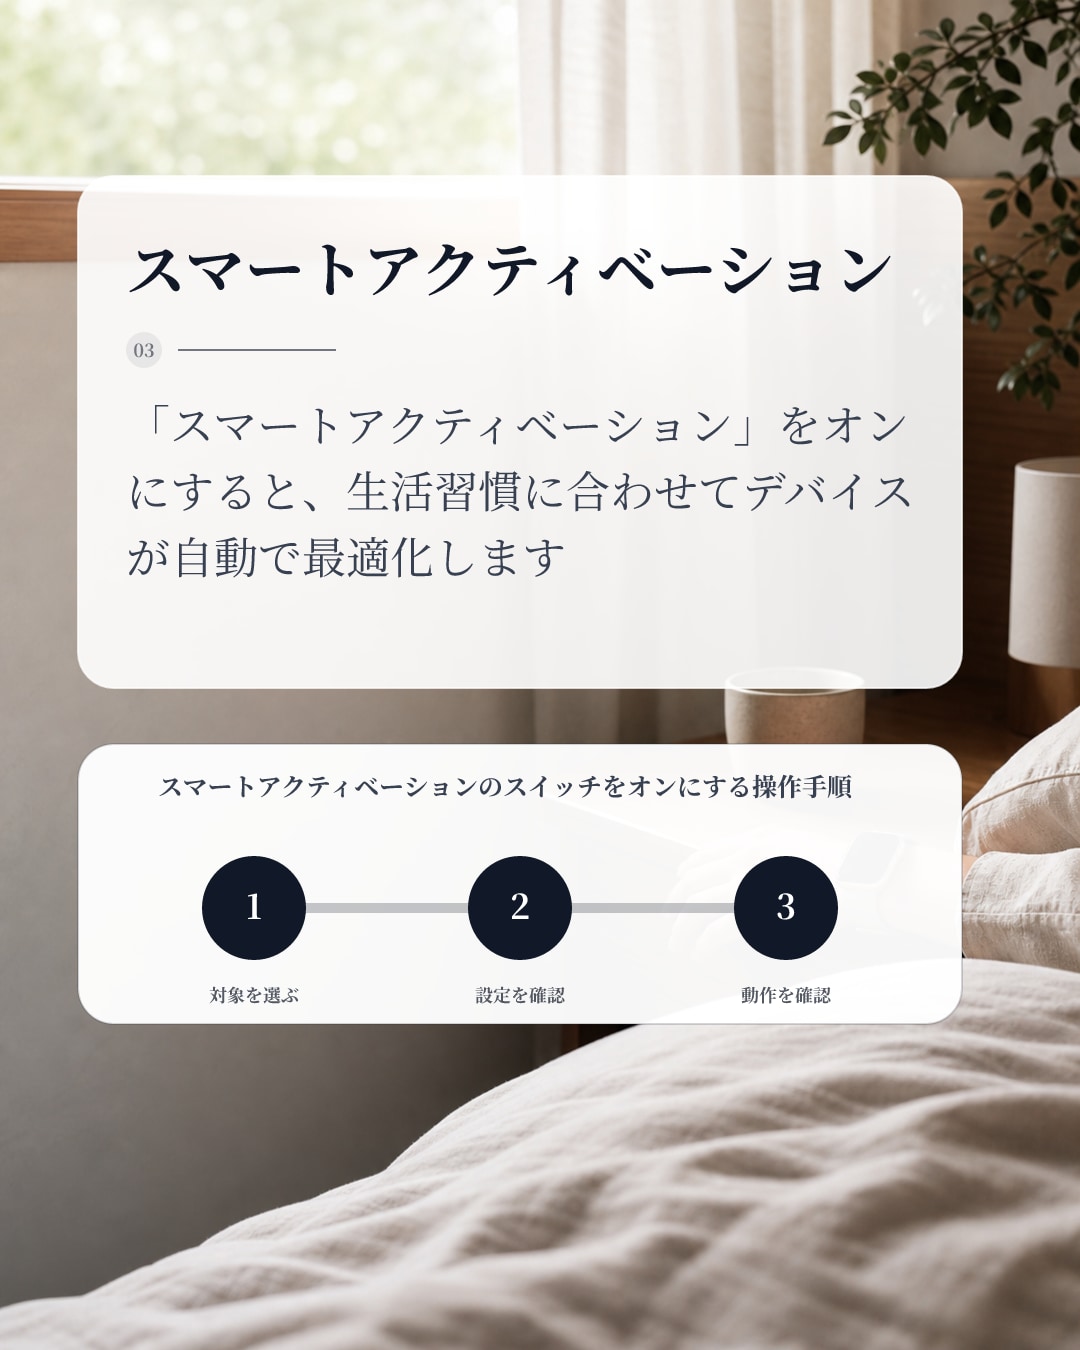 スマートアクティベーション
03
「スマートアクティベーション」をオン
にすると、生活習慣に合わせてデバイス
が自動で最適化します
スマートアクティベーションのスイッチをオンにする操作手順
1
2
3
対象を選ぶ
設定を確認
動作を確認